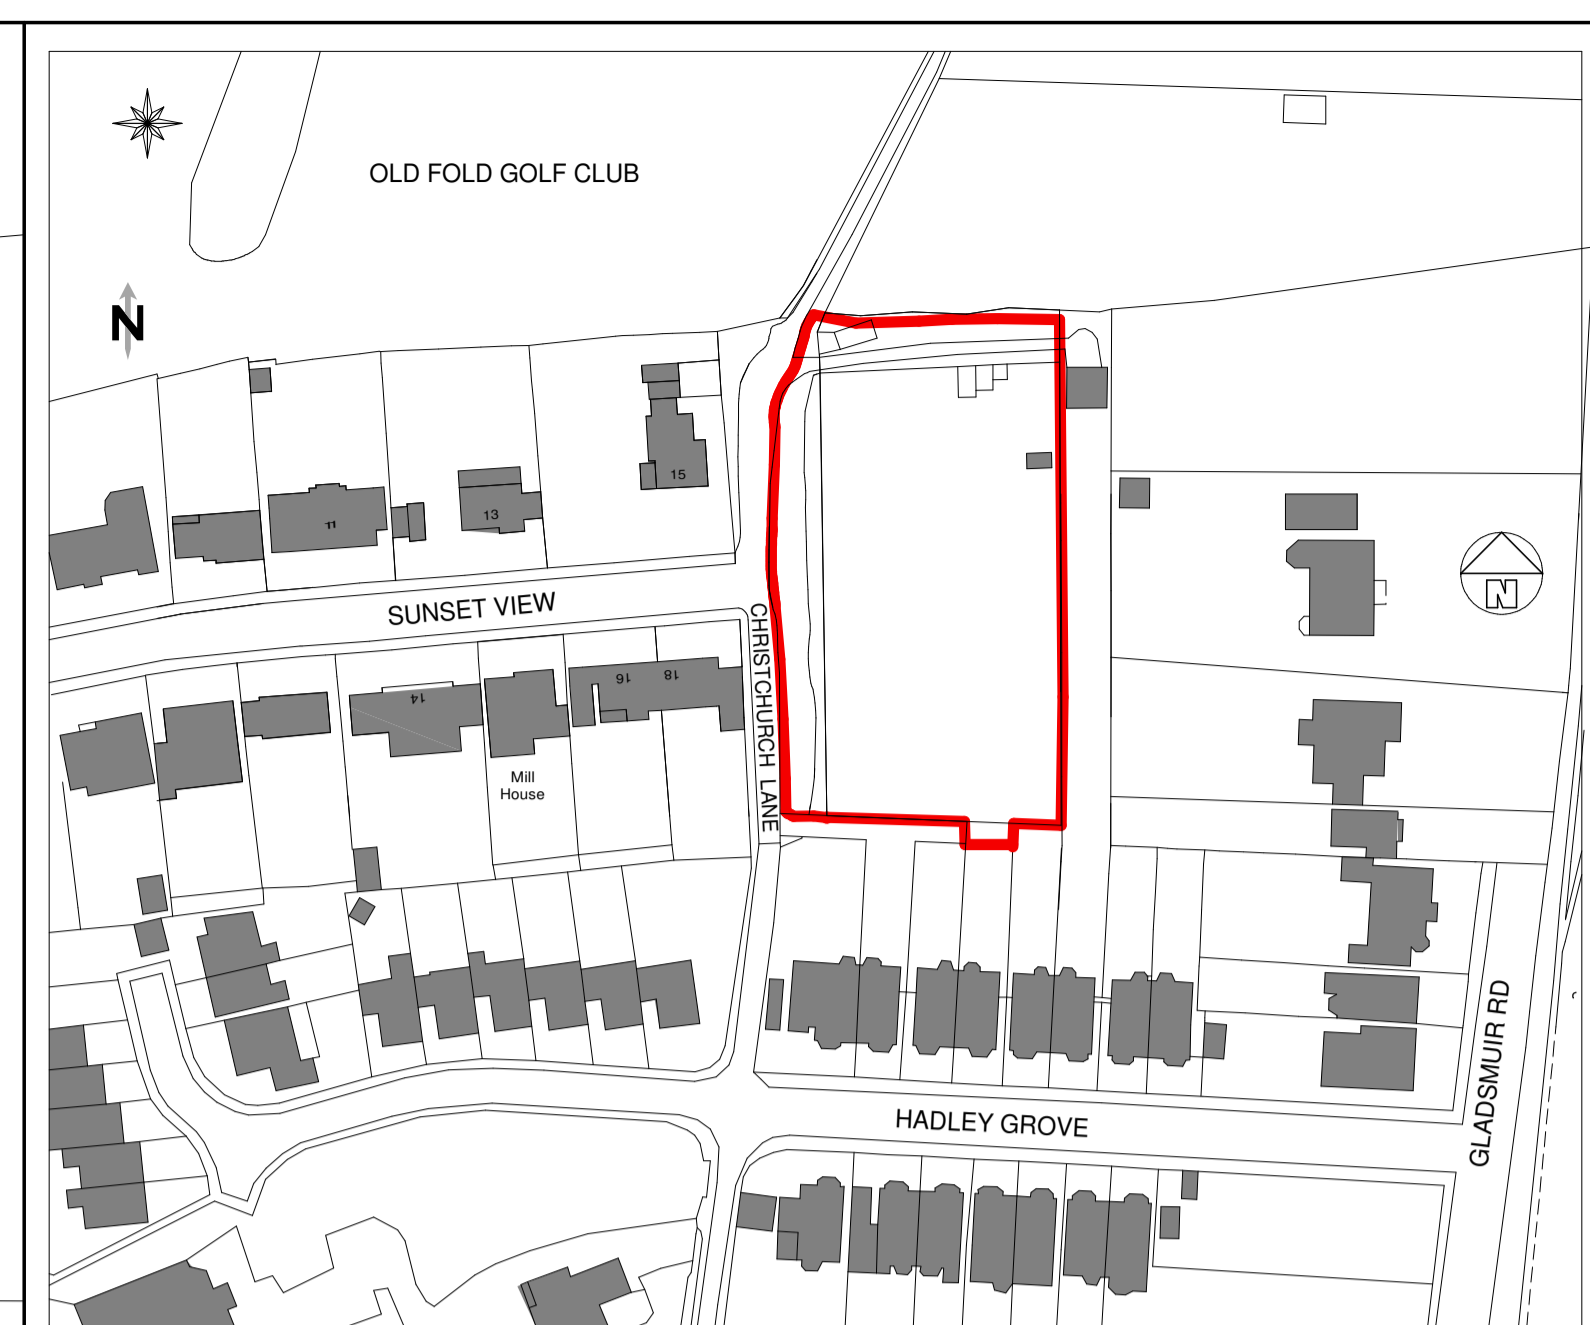 OLD FOLD GOLF CLUB
N
15
11
13
N
SUNSET VIEW
CHRISTCHURCH LANE
16
18
14
Mill
House
GLADSMUIR RD
HADLEY GROVE